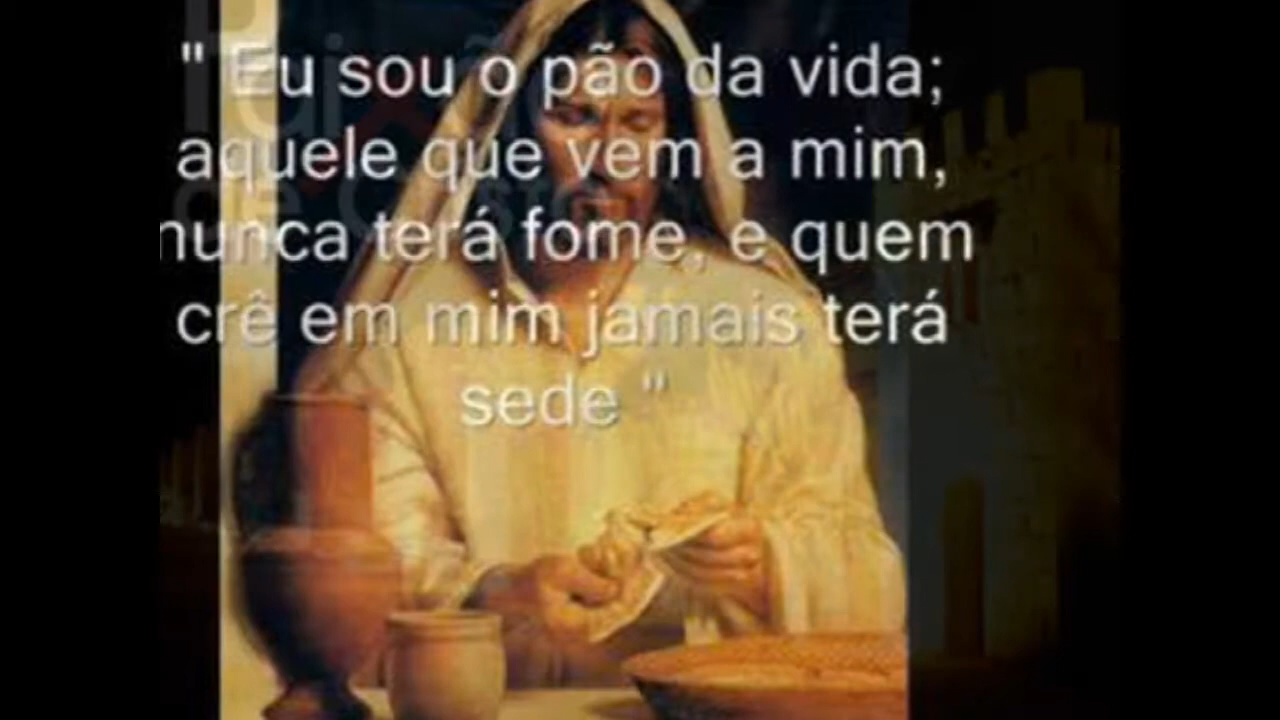 " Eu sou o pão da vida;
aquele que vem a mim,
nunca terá fome, e quem
crê em mim jamais terá
sede "